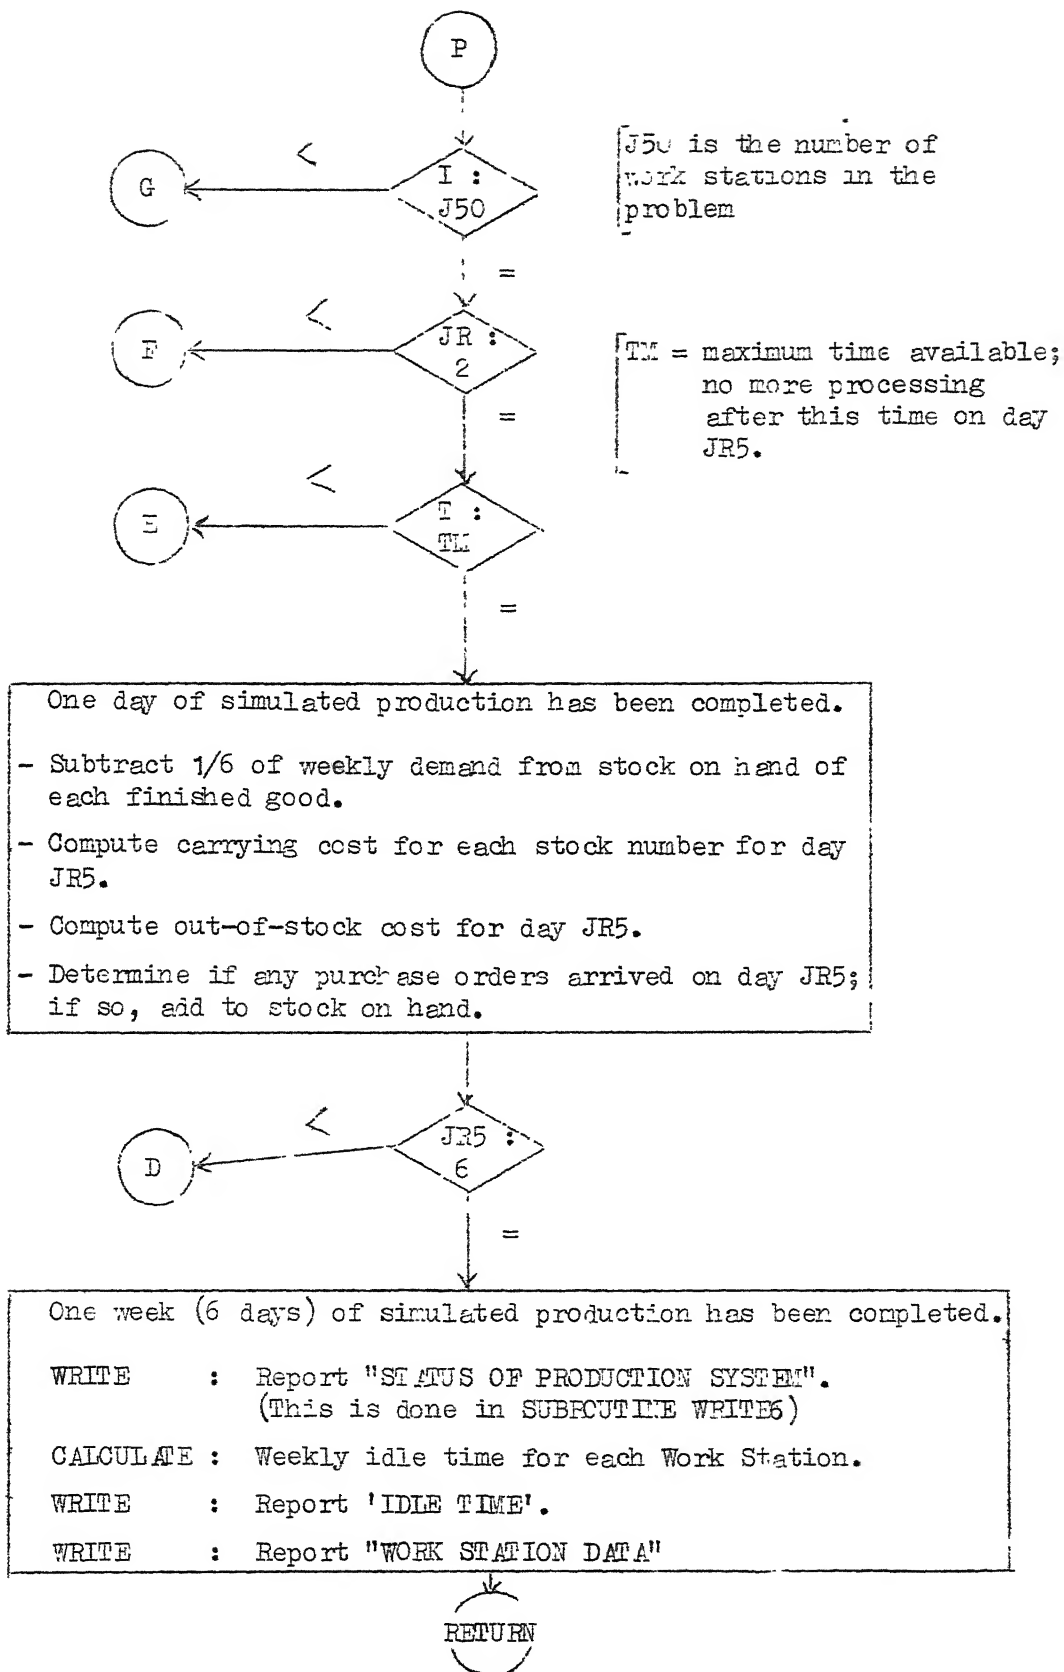 P
<
G
I :
J50
J50 is the number of
work stations in the
problem
=
<
F
JR :
2
TM = maximum time available;
no more processing
after this time on day
JR5.
=
<
E
T :
TM
=
One day of simulated production has been completed.
- Subtract 1/6 of weekly demand from stock on hand of
each finished good.
- Compute carrying cost for each stock number for day
JR5.
- Compute out-of-stock cost for day JR5.
- Determine if any purchase orders arrived on day JR5;
if so, add to stock on hand.
<
D
JR5 :
6
=
One week (6 days) of simulated production has been completed.
WRITE : Report "STATUS OF PRODUCTION SYSTEM".
(This is done in SUBROUTINE WRITE6)
CALCULATE : Weekly idle time for each Work Station.
WRITE : Report 'IDLE TIME'.
WRITE : Report "WORK STATION DATA"
RETURN